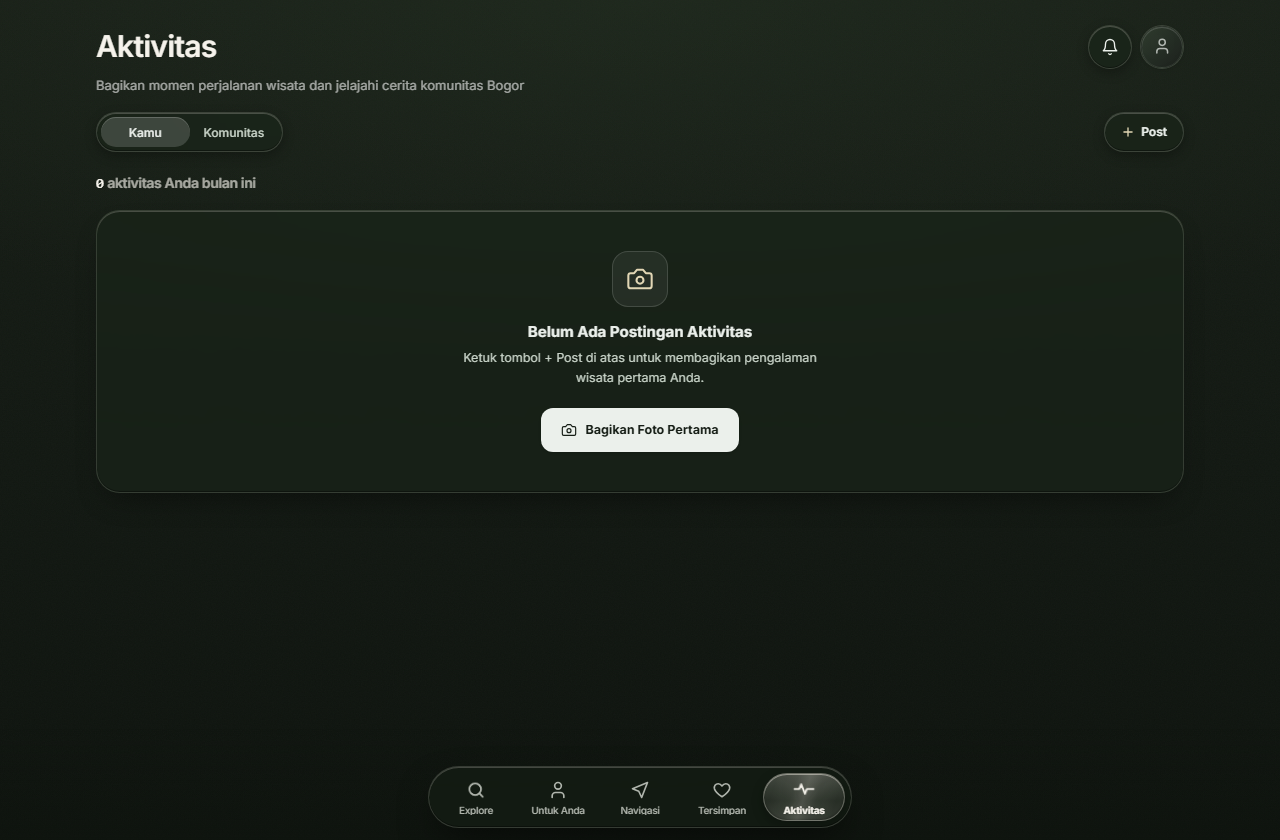 Aktivitas
Bagikan momen perjalanan wisata dan jelajahi cerita komunitas Bogor
Kamu
Komunitas
+ Post
0 aktivitas Anda bulan ini
Belum Ada Postingan Aktivitas
Ketuk tombol + Post di atas untuk membagikan pengalaman
wisata pertama Anda.
Bagikan Foto Pertama
Explore
Untuk Anda
Navigasi
Tersimpan
Aktivitas